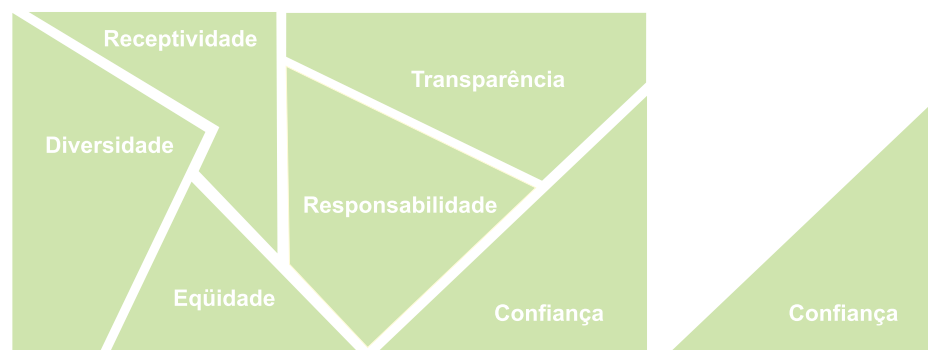 Receptividade
Transparência
Diversidade
Responsabilidade
Eqüidade
Confiança
Confiança